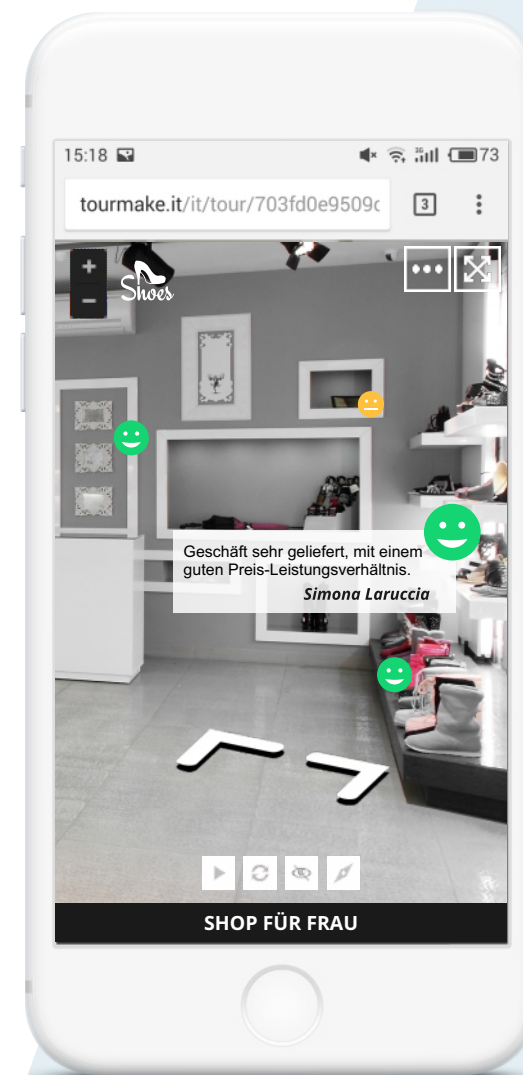 15:18
3G
73
tourmake.it/it/tour/703fd0e9509c
3
Shoes
Geschäft sehr geliefert, mit einem
guten Preis-Leistungsverhältnis.
Simona Laruccia
SHOP FÜR FRAU